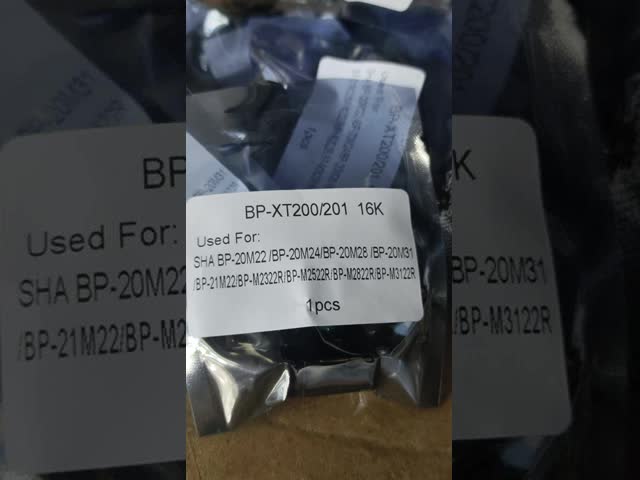 BP-XT200/201 16K
Used For:
SHA BP-20M22 /BP-20M24/BP-20M28 /BP-20M31
/BP-21M22/BP-M2322R/BP-M2522R/BP-M2822R/BP-M3122R
1pcs